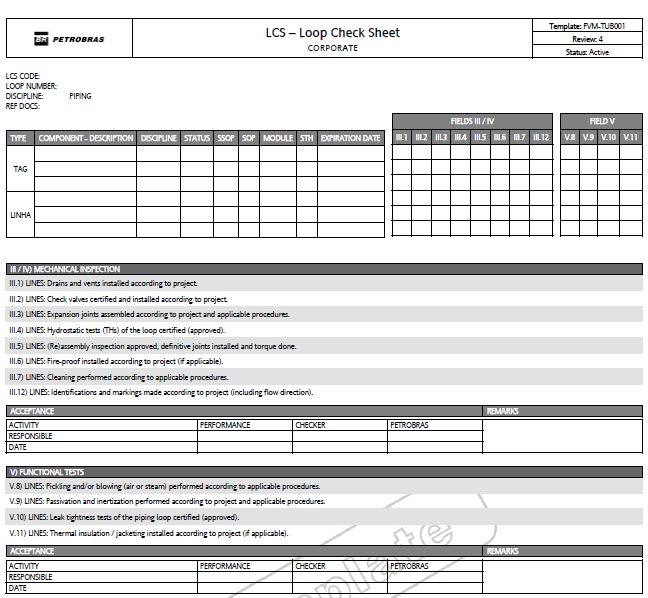 BR PETROBRAS
LCS – Loop Check Sheet
CORPORATE
Template: FVM-TUB001
Review: 4
Status: Active
LCS CODE:
LOOP NUMBER:
DISCIPLINE: PIPING
REF DOCS:
FIELDS III / IV FIELD V
TYPE COMPONENT – DESCRIPTION DISCIPLINE STATUS SSOP SOP MODULE STH EXPIRATION DATE III.1 III.2 III.3 III.4 III.5 III.6 III.7 III.12 V.8 V.9 V.10 V.11
TAG
LINHA
III / IV) MECHANICAL INSPECTION
III.1) LINES: Drains and vents installed according to project.
III.2) LINES: Check valves certified and installed according to project.
III.3) LINES: Expansion joints assembled according to project and applicable procedures.
III.4) LINES: Hydrostatic tests (THs) of the loop certified (approved).
III.5) LINES: (Re)assembly inspection approved, definitive joints installed and torque done.
III.6) LINES: Fire-proof installed according to project (if applicable).
III.7) LINES: Cleaning performed according to applicable procedures.
III.12) LINES: Identifications and markings made according to project (including flow direction).
ACCEPTANCE REMARKS
ACTIVITY PERFORMANCE CHECKER PETROBRAS
RESPONSIBLE
DATE
V) FUNCTIONAL TESTS
V.8) LINES: Pickling and/or blowing (air or steam) performed according to applicable procedures.
V.9) LINES: Passivation and inertization performed according to project and applicable procedures.
V.10) LINES: Leak tightness tests of the piping loop certified (approved).
V.11) LINES: Thermal insulation / jacketing installed according to project (if applicable).
ACCEPTANCE REMARKS
ACTIVITY PERFORMANCE CHECKER PETROBRAS
RESPONSIBLE
DATE